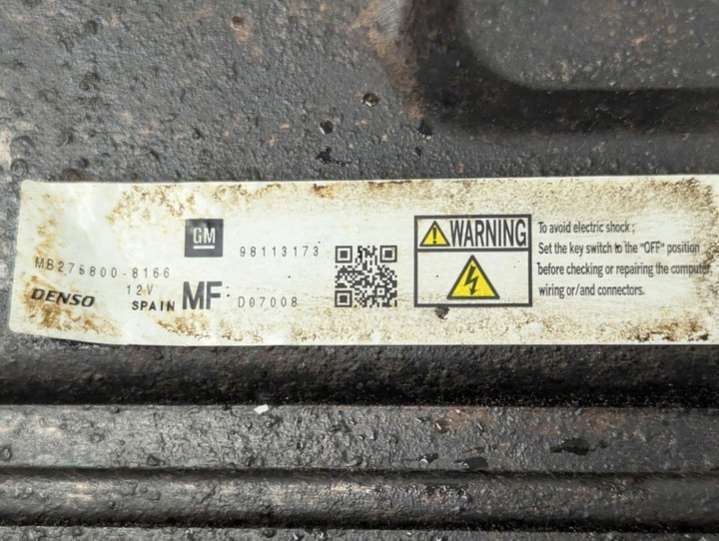 GM
98113173
MB275800-8166
12V
DENSO
SPAIN
MF
D07008
WARNING
To avoid electric shock;
Set the key switch to the "OFF" position
before checking or repairing the computer,
wiring or/and connectors.